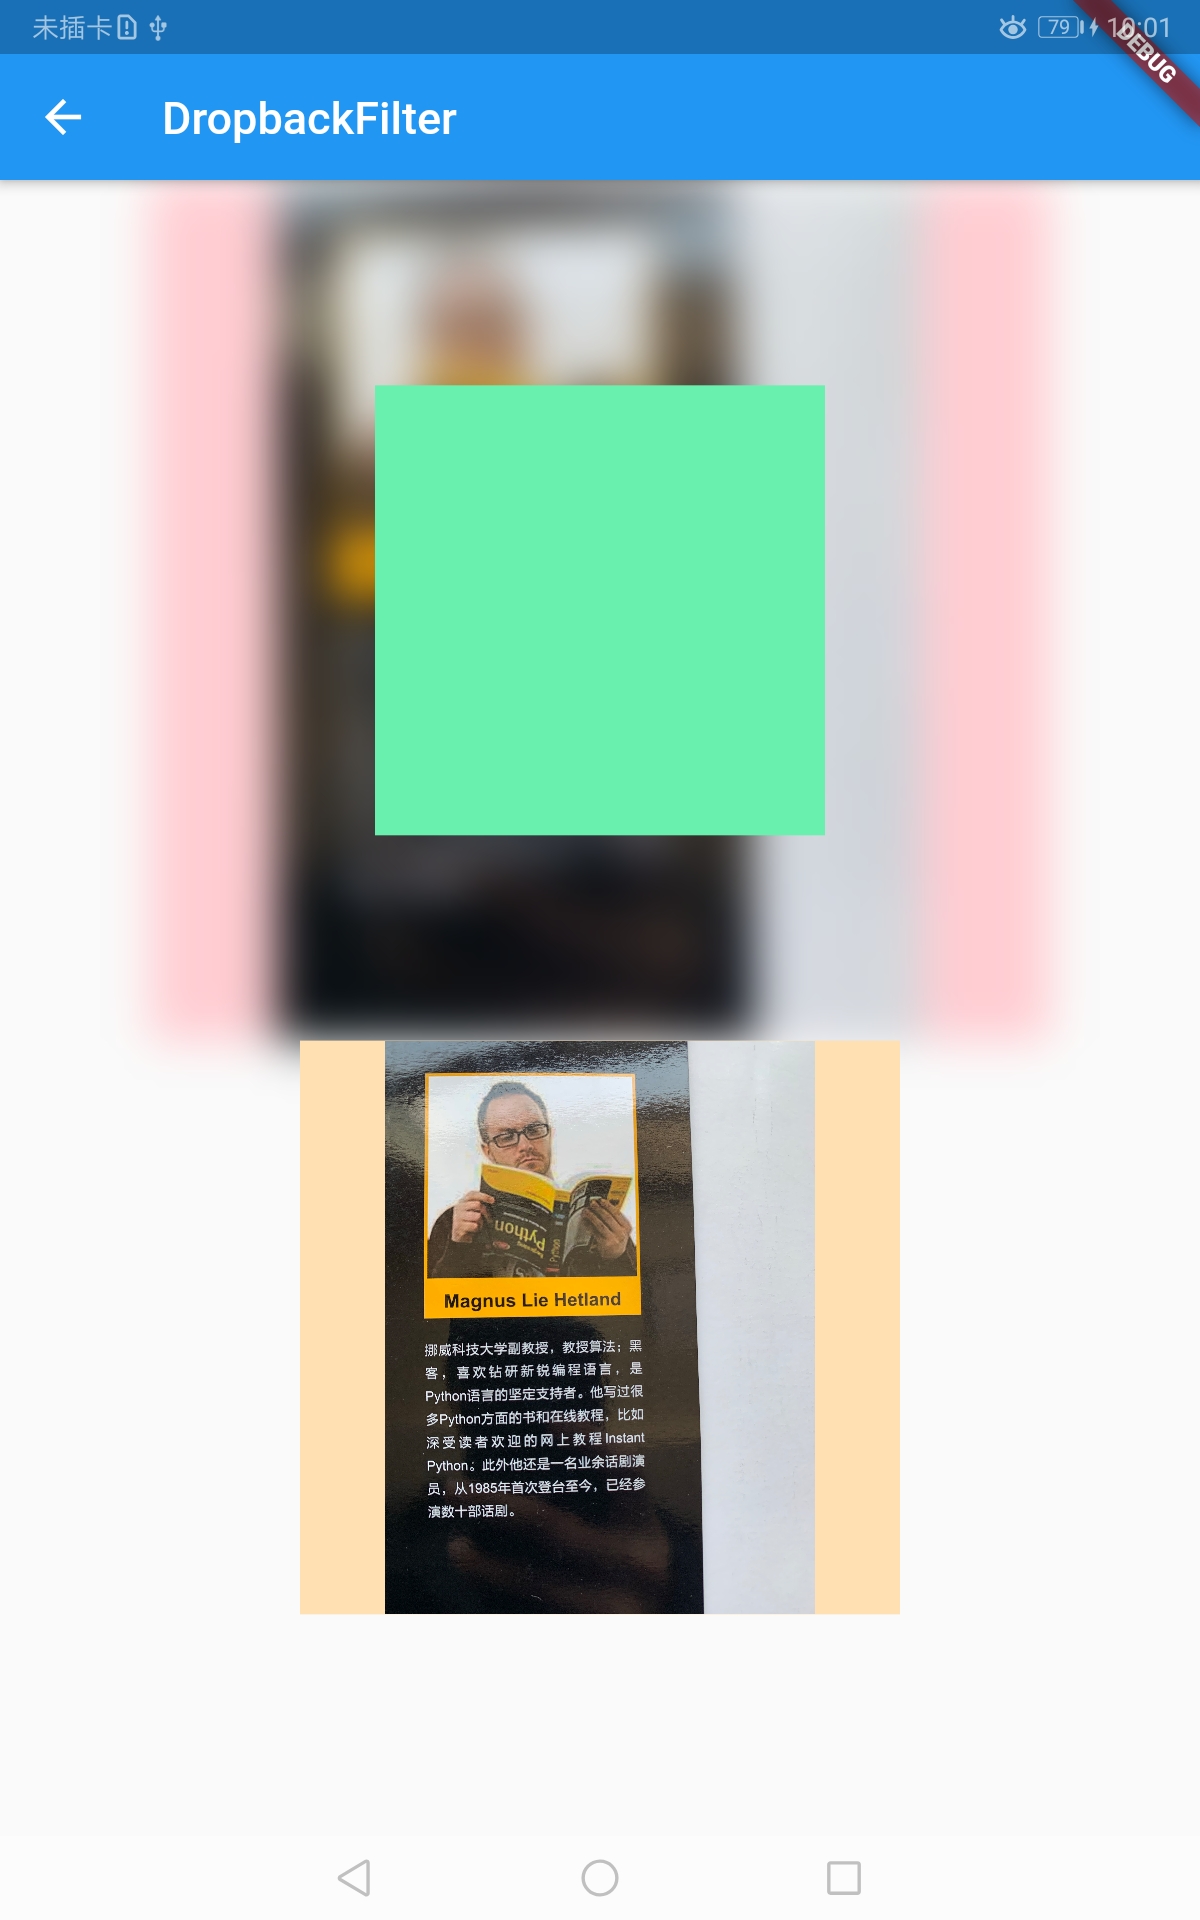 未插卡
79
10:01
DEBUG
DropbackFilter
Python
Python
Magnus Lie Hetland
挪威科技大学副教授，教授算法；黑
客，喜欢钻研新锐编程语言，是
Python语言的坚定支持者。他写过很
多Python方面的书和在线教程，比如
深受读者欢迎的网上教程Instant
Python。此外他还是一名业余话剧演
员，从1985年首次登台至今，已经参
演数十部话剧。